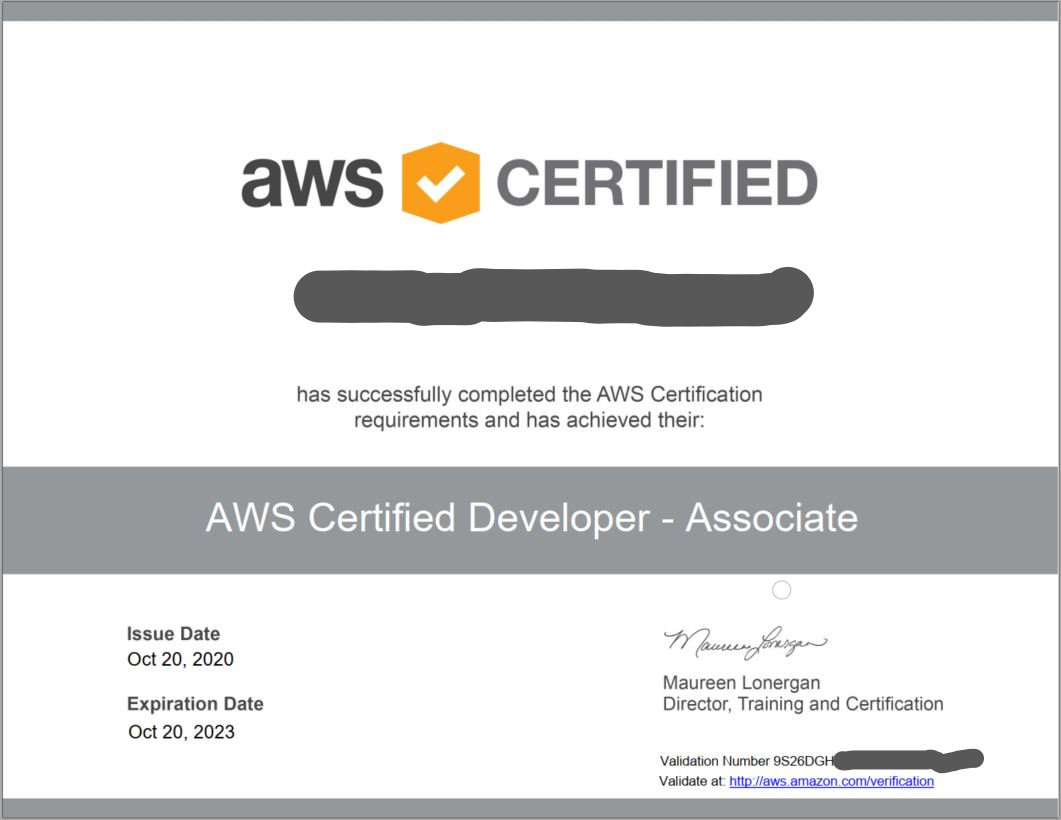 aws CERTIFIED
has successfully completed the AWS Certification
requirements and has achieved their:
AWS Certified Developer - Associate
Issue Date
Oct 20, 2020
Expiration Date
Oct 20, 2023
Maureen Lonergan
Maureen Lonergan
Director, Training and Certification
Validation Number 9S26DGH
Validate at: http://aws.amazon.com/verification